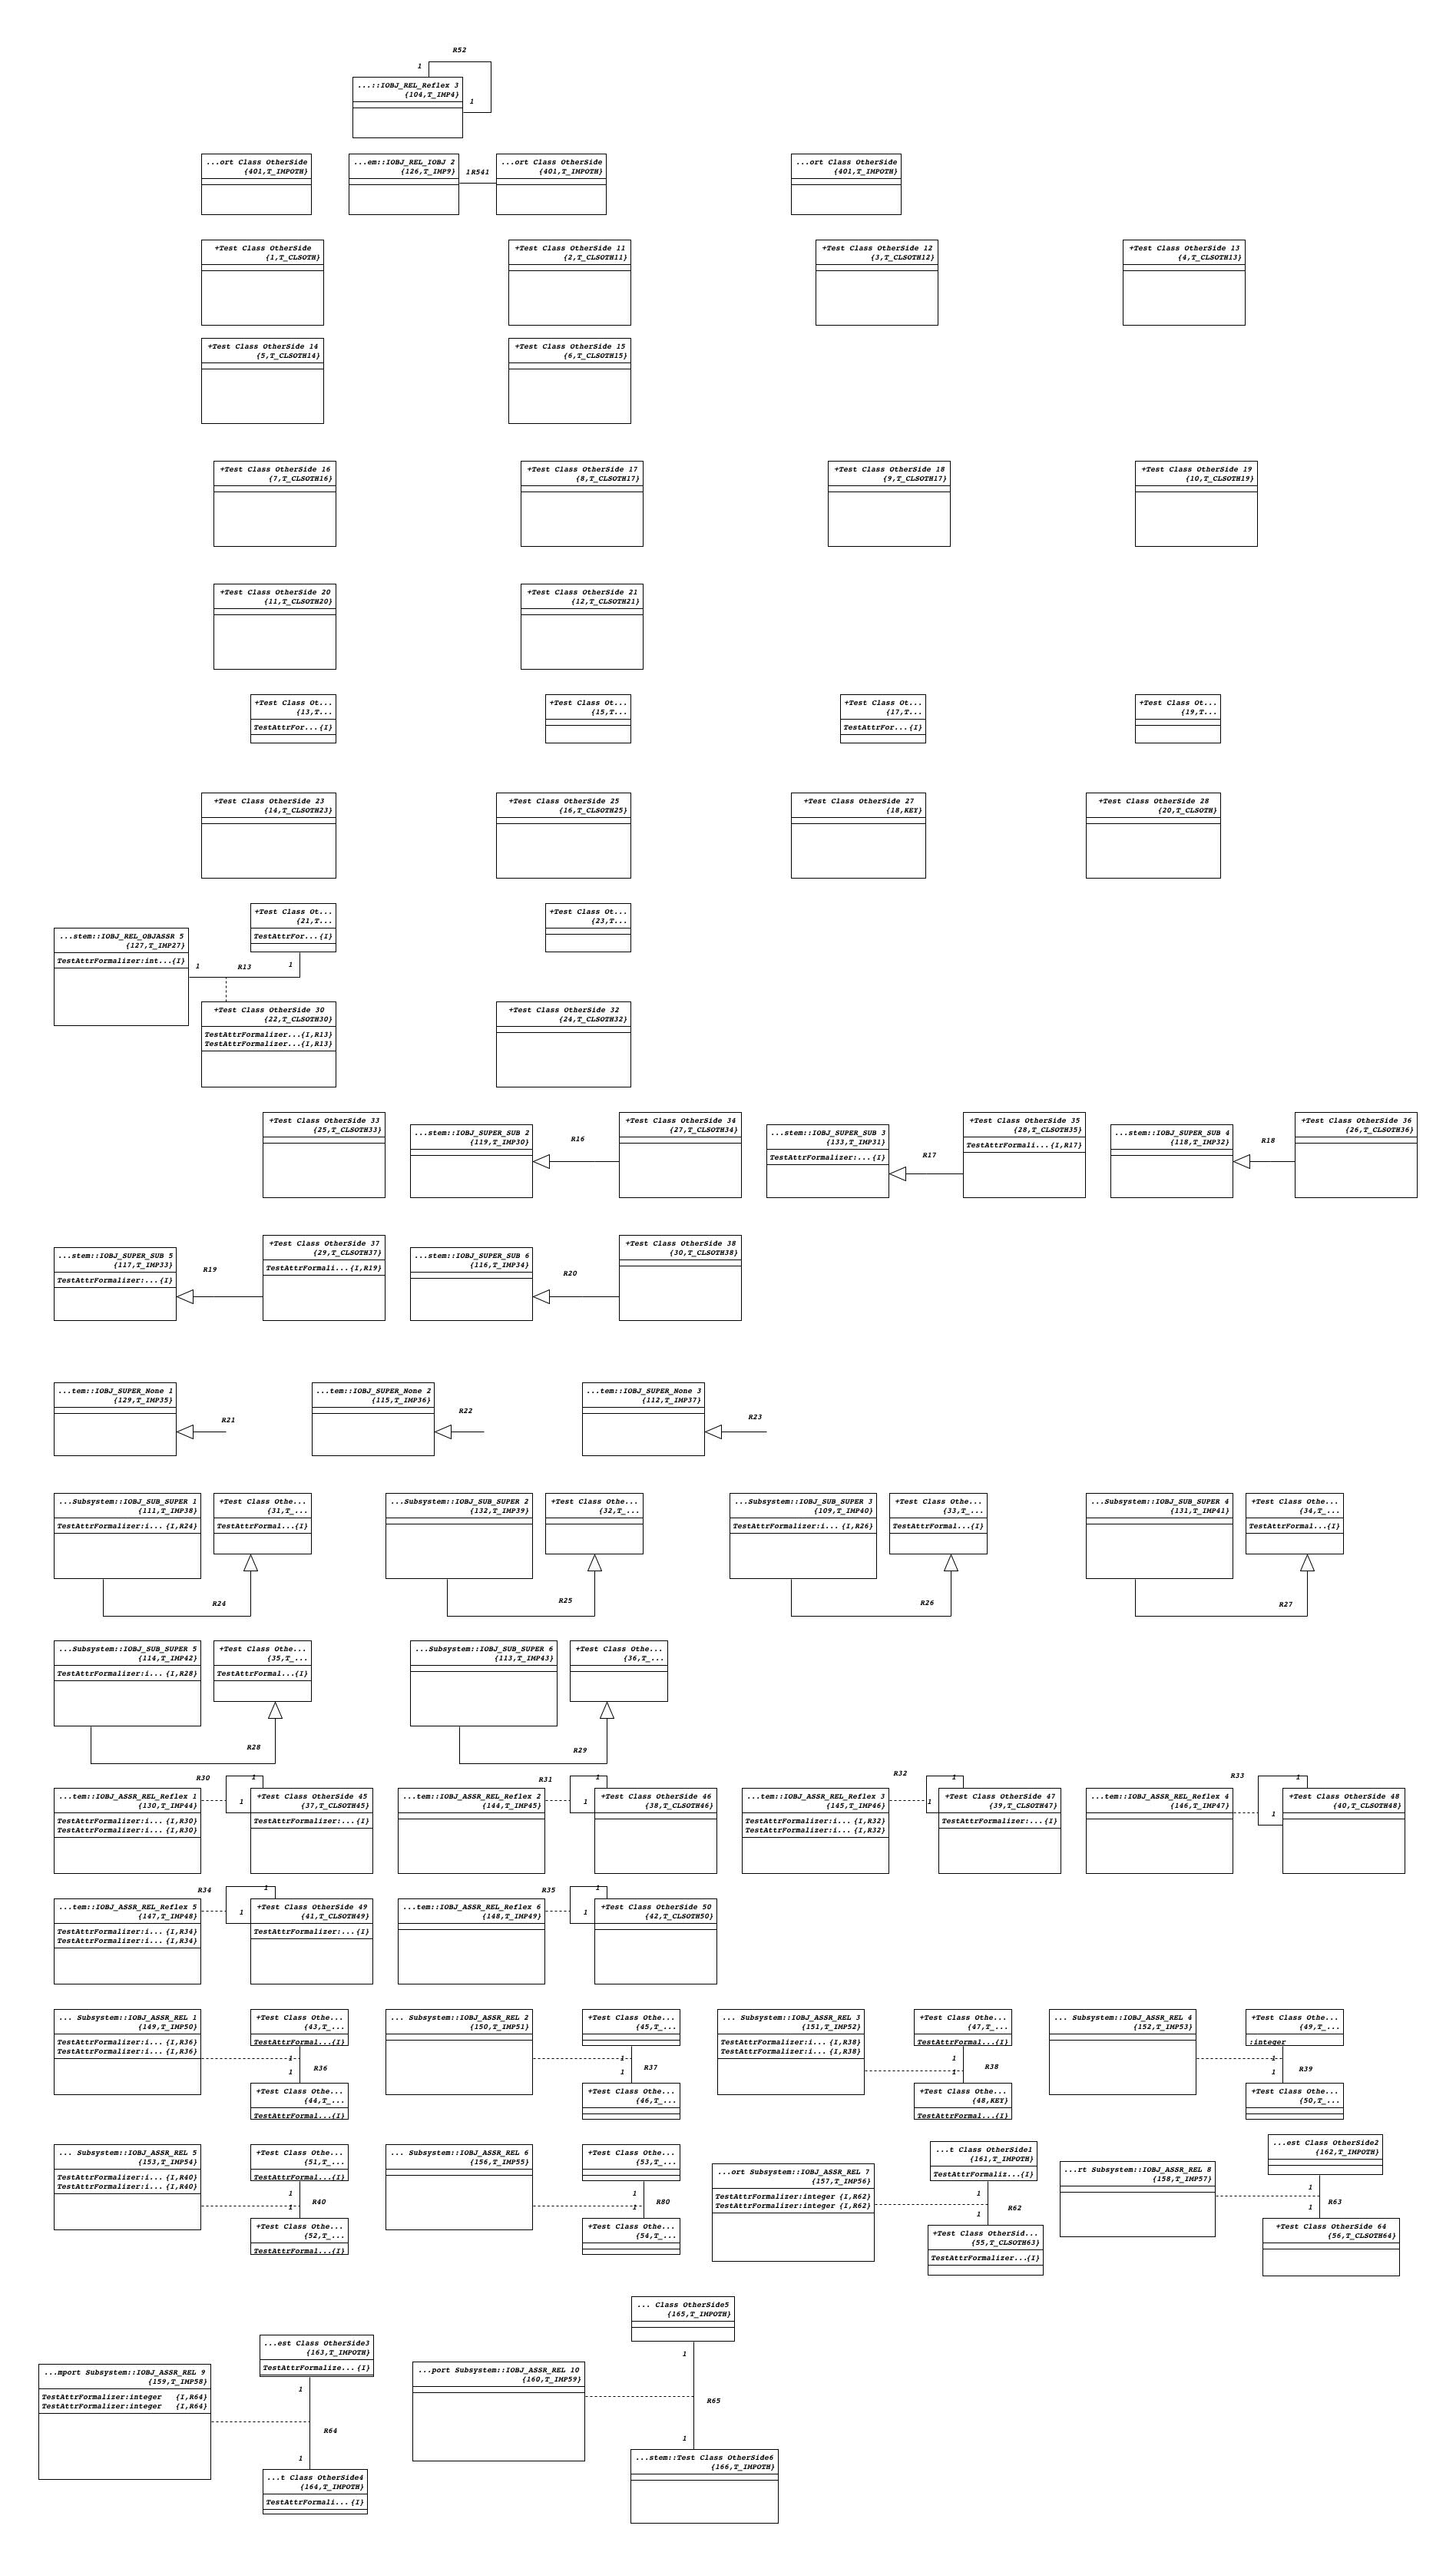 R52
1
...::IOBJ_REL_Reflex 3
{104,T_IMP4}
1
...ort Class OtherSide
{401,T_IMPOTH}
...em::IOBJ_REL_IOBJ 2
{126,T_IMP9}
1R541
...ort Class OtherSide
{401,T_IMPOTH}
...ort Class OtherSide
{401,T_IMPOTH}
+Test Class OtherSide
{1,T_CLSOTH}
+Test Class OtherSide 11
{2,T_CLSOTH11}
+Test Class OtherSide 12
{3,T_CLSOTH12}
+Test Class OtherSide 13
{4,T_CLSOTH13}
+Test Class OtherSide 14
{5,T_CLSOTH14}
+Test Class OtherSide 15
{6,T_CLSOTH15}
+Test Class OtherSide 16
{7,T_CLSOTH16}
+Test Class OtherSide 17
{8,T_CLSOTH17}
+Test Class OtherSide 18
{9,T_CLSOTH17}
+Test Class OtherSide 19
{10,T_CLSOTH19}
+Test Class OtherSide 20
{11,T_CLSOTH20}
+Test Class OtherSide 21
{12,T_CLSOTH21}
+Test Class Ot...
{13,T...
TestAttrFor...{I}
+Test Class Ot...
{15,T...
+Test Class Ot...
{17,T...
TestAttrFor...{I}
+Test Class Ot...
{19,T...
+Test Class OtherSide 23
{14,T_CLSOTH23}
+Test Class OtherSide 25
{16,T_CLSOTH25}
+Test Class OtherSide 27
{18,KEY}
+Test Class OtherSide 28
{20,T_CLSOTH}
...stem::IOBJ_REL_OBJASSR 5
{127,T_IMP27}
TestAttrFormalizer:int...{I}
+Test Class Ot...
{21,T...
TestAttrFor...{I}
+Test Class Ot...
{23,T...
1
R13
1
+Test Class OtherSide 30
{22,T_CLSOTH30}
TestAttrFormalizer...{I,R13}
TestAttrFormalizer...{I,R13}
+Test Class OtherSide 32
{24,T_CLSOTH32}
+Test Class OtherSide 33
{25,T_CLSOTH33}
...stem::IOBJ_SUPER_SUB 2
{119,T_IMP30}
R16
+Test Class OtherSide 34
{27,T_CLSOTH34}
...stem::IOBJ_SUPER_SUB 3
{133,T_IMP31}
TestAttrFormalizer:...{I}
R17
+Test Class OtherSide 35
{28,T_CLSOTH35}
TestAttrFormali...{I,R17}
...stem::IOBJ_SUPER_SUB 4
{118,T_IMP32}
R18
+Test Class OtherSide 36
{26,T_CLSOTH36}
...stem::IOBJ_SUPER_SUB 5
{117,T_IMP33}
TestAttrFormalizer:...{I}
R19
+Test Class OtherSide 37
{29,T_CLSOTH37}
TestAttrFormali...{I,R19}
...stem::IOBJ_SUPER_SUB 6
{116,T_IMP34}
R20
+Test Class OtherSide 38
{30,T_CLSOTH38}
...tem::IOBJ_SUPER_None 1
{129,T_IMP35}
R21
...tem::IOBJ_SUPER_None 2
{115,T_IMP36}
R22
...tem::IOBJ_SUPER_None 3
{112,T_IMP37}
R23
...Subsystem::IOBJ_SUB_SUPER 1
{111,T_IMP38}
TestAttrFormalizer:i... {I,R24}
+Test Class Othe...
{31,T_...
TestAttrFormal...{I}
R24
...Subsystem::IOBJ_SUB_SUPER 2
{132,T_IMP39}
+Test Class Othe...
{32,T_...
R25
...Subsystem::IOBJ_SUB_SUPER 3
{109,T_IMP40}
TestAttrFormalizer:i... {I,R26}
+Test Class Othe...
{33,T_...
TestAttrFormal...{I}
R26
...Subsystem::IOBJ_SUB_SUPER 4
{131,T_IMP41}
+Test Class Othe...
{34,T_...
TestAttrFormal...{I}
R27
...Subsystem::IOBJ_SUB_SUPER 5
{114,T_IMP42}
TestAttrFormalizer:i... {I,R28}
+Test Class Othe...
{35,T_...
TestAttrFormal...{I}
R28
...Subsystem::IOBJ_SUB_SUPER 6
{113,T_IMP43}
+Test Class Othe...
{36,T_...
R29
R30
1
...tem::IOBJ_ASSR_REL_Reflex 1
{130,T_IMP44}
TestAttrFormalizer:i... {I,R30}
TestAttrFormalizer:i... {I,R30}
1
+Test Class OtherSide 45
{37,T_CLSOTH45}
TestAttrFormalizer:...{I}
R31
1
...tem::IOBJ_ASSR_REL_Reflex 2
{144,T_IMP45}
1
+Test Class OtherSide 46
{38,T_CLSOTH46}
R32
1
...tem::IOBJ_ASSR_REL_Reflex 3
{145,T_IMP46}
TestAttrFormalizer:i... {I,R32}
TestAttrFormalizer:i... {I,R32}
1
+Test Class OtherSide 47
{39,T_CLSOTH47}
TestAttrFormalizer:...{I}
R33
1
...tem::IOBJ_ASSR_REL_Reflex 4
{146,T_IMP47}
1
+Test Class OtherSide 48
{40,T_CLSOTH48}
R34
1
...tem::IOBJ_ASSR_REL_Reflex 5
{147,T_IMP48}
TestAttrFormalizer:i... {I,R34}
TestAttrFormalizer:i... {I,R34}
1
+Test Class OtherSide 49
{41,T_CLSOTH49}
TestAttrFormalizer:...{I}
R35
1
...tem::IOBJ_ASSR_REL_Reflex 6
{148,T_IMP49}
1
+Test Class OtherSide 50
{42,T_CLSOTH50}
... Subsystem::IOBJ_ASSR_REL 1
{149,T_IMP50}
TestAttrFormalizer:i... {I,R36}
TestAttrFormalizer:i... {I,R36}
+Test Class Othe...
{43,T_...
TestAttrFormal...{I}
1
1
R36
+Test Class Othe...
{44,T_...
TestAttrFormal...{I}
... Subsystem::IOBJ_ASSR_REL 2
{150,T_IMP51}
+Test Class Othe...
{45,T_...
1
1
R37
+Test Class Othe...
{46,T_...
... Subsystem::IOBJ_ASSR_REL 3
{151,T_IMP52}
TestAttrFormalizer:i... {I,R38}
TestAttrFormalizer:i... {I,R38}
+Test Class Othe...
{47,T_...
TestAttrFormal...{I}
1
1
R38
+Test Class Othe...
{48,KEY}
TestAttrFormal...{I}
... Subsystem::IOBJ_ASSR_REL 4
{152,T_IMP53}
+Test Class Othe...
{49,T_...
:integer
1
1
R39
+Test Class Othe...
{50,T_...
... Subsystem::IOBJ_ASSR_REL 5
{153,T_IMP54}
TestAttrFormalizer:i... {I,R40}
TestAttrFormalizer:i... {I,R40}
+Test Class Othe...
{51,T_...
TestAttrFormal...{I}
1
1
R40
+Test Class Othe...
{52,T_...
TestAttrFormal...{I}
... Subsystem::IOBJ_ASSR_REL 6
{156,T_IMP55}
+Test Class Othe...
{53,T_...
1
1
R80
+Test Class Othe...
{54,T_...
...ort Subsystem::IOBJ_ASSR_REL 7
{157,T_IMP56}
TestAttrFormalizer:integer {I,R62}
TestAttrFormalizer:integer {I,R62}
...t Class OtherSide1
{161,T_IMPOTH}
TestAttrFormaliz...{I}
1
1
R62
+Test Class OtherSid...
{55,T_CLSOTH63}
TestAttrFormalizer...{I}
...rt Subsystem::IOBJ_ASSR_REL 8
{158,T_IMP57}
...est Class OtherSide2
{162,T_IMPOTH}
1
1
R63
+Test Class OtherSide 64
{56,T_CLSOTH64}
...mport Subsystem::IOBJ_ASSR_REL 9
{159,T_IMP58}
TestAttrFormalizer:integer {I,R64}
TestAttrFormalizer:integer {I,R64}
...est Class OtherSide3
{163,T_IMPOTH}
TestAttrFormalize...{I}
1
R64
1
...t Class OtherSide4
{164,T_IMPOTH}
TestAttrFormali...{I}
...port Subsystem::IOBJ_ASSR_REL 10
{160,T_IMP59}
... Class OtherSide5
{165,T_IMPOTH}
1
R65
1
...stem::Test Class OtherSide6
{166,T_IMPOTH}